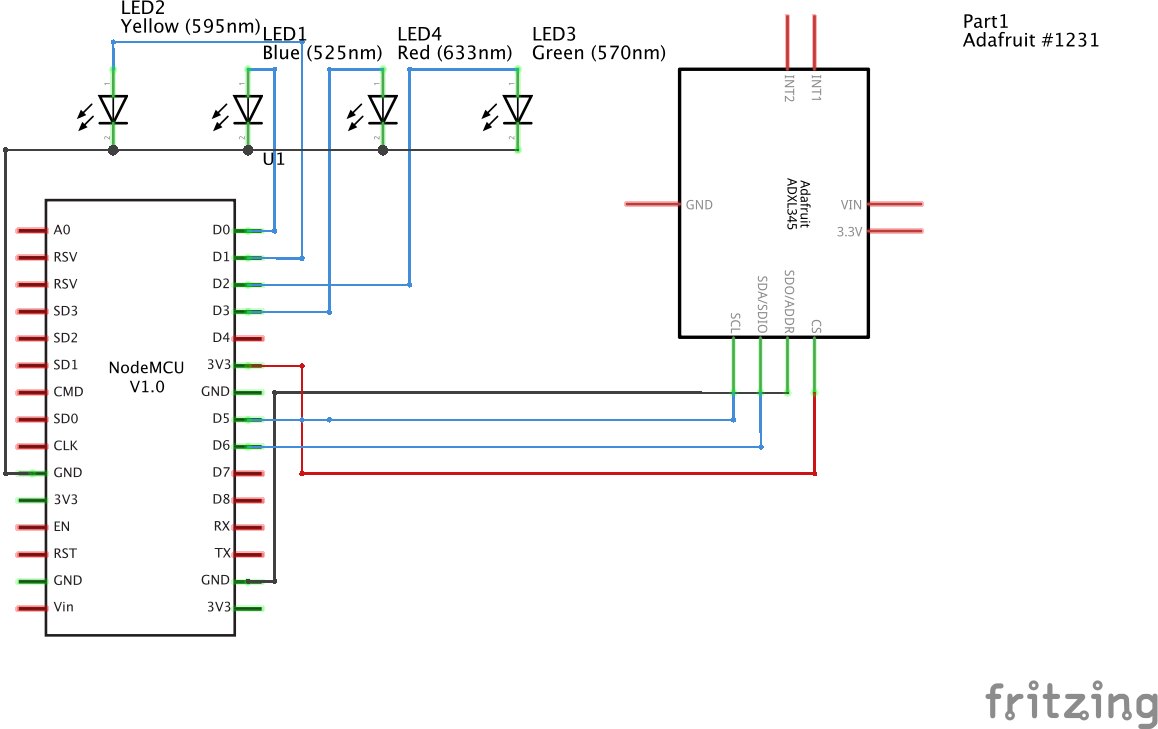 LED2
Yellow (595nm)
LED1
Blue (525nm)
LED4
Red (633nm)
LED3
Green (570nm)
Part1
Adafruit #1231
1
1
1
1
2
2
2
2
U1
INT2
INT1
GND
Adafruit
ADXL345
VIN
3.3V
SCL
SDA/SDIO
SDO/ADDR
CS
A0
RSV
RSV
SD3
SD2
SD1
CMD
SD0
CLK
GND
3V3
EN
RST
GND
Vin
NodeMCU
V1.0
D0
D1
D2
D3
D4
3V3
GND
D5
D6
D7
D8
RX
TX
GND
3V3
fritzing